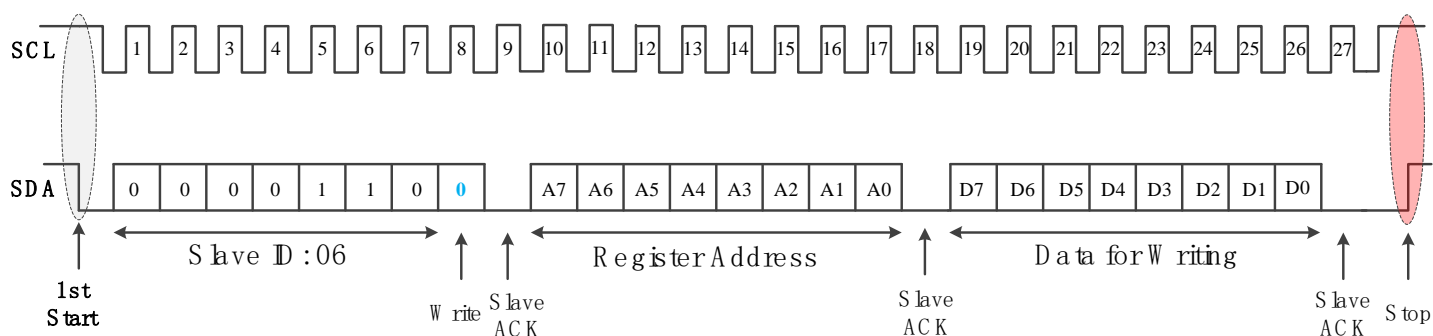 SCL 1 2 3 4 5 6 7 8 9 10 11 12 13 14 15 16 17 18 19 20 21 22 23 24 25 26 27
SDA 0 0 0 0 1 1 0 0 A7 A6 A5 A4 A3 A2 A1 A0 D7 D6 D5 D4 D3 D2 D1 D0
Slave ID:06
Register Address
Data for Writing
1st
Start
Write
Slave
ACK
Slave
ACK
Slave
ACK
Stop